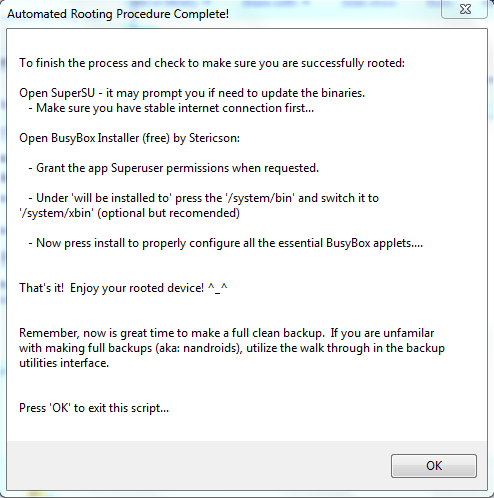 Automated Rooting Procedure Complete!
To finish the process and check to make sure you are successfully rooted:
Open SuperSU - it may prompt you if need to update the binaries.
- Make sure you have stable internet connection first...
Open BusyBox Installer (free) by Stericson:
- Grant the app Superuser permissions when requested.
- Under 'will be installed to' press the '/system/bin' and switch it to
'/system/xbin' (optional but recomended)
- Now press install to properly configure all the essential BusyBox applets....
That's it!  Enjoy your rooted device! ^_^
Remember, now is great time to make a full clean backup.  If you are unfamilar
with making full backups (aka: nandroids), utilize the walk through in the backup
utilities interface.
Press 'OK' to exit this script...
OK